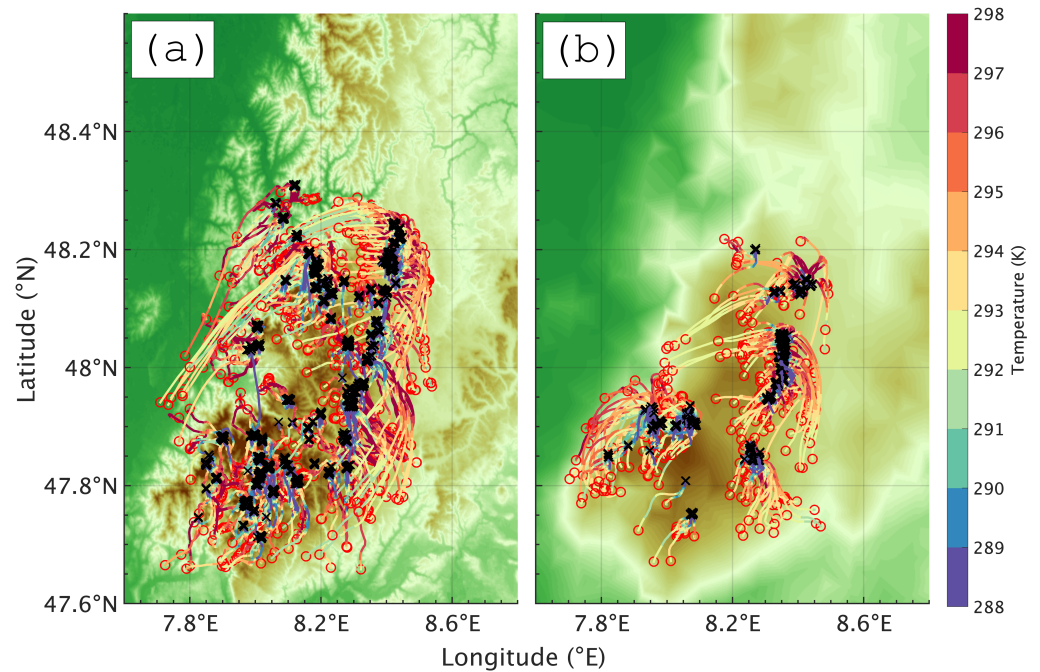 (a)
(b)
48.4°N
48.2°N
48°N
47.8°N
47.6°N
Latitude (°N)
7.8°E
8.2°E
8.6°E
7.8°E
8.2°E
8.6°E
Longitude (°E)
298
297
296
295
294
293
292
291
290
289
288
Temperature (K)